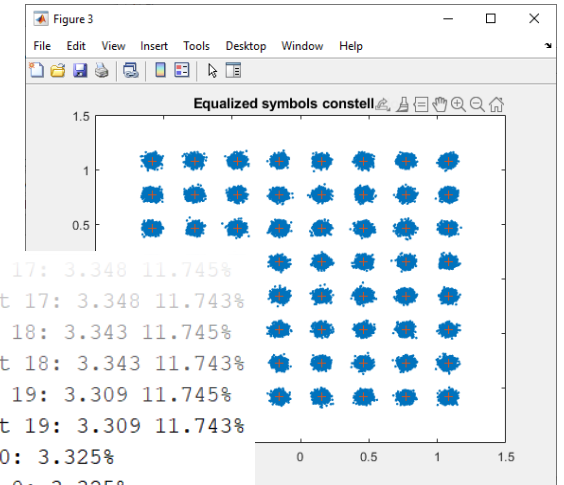 Figure 3
File Edit View Insert Tools Desktop Window Help
Equalized symbols constell
1.5
1
0.5
17: 3.348 11.745%
t 17: 3.348 11.743%
18: 3.343 11.745%
t 18: 3.343 11.743%
19: 3.309 11.745%
t 19: 3.309 11.743%
0: 3.325%
0 0.5 1 1.5